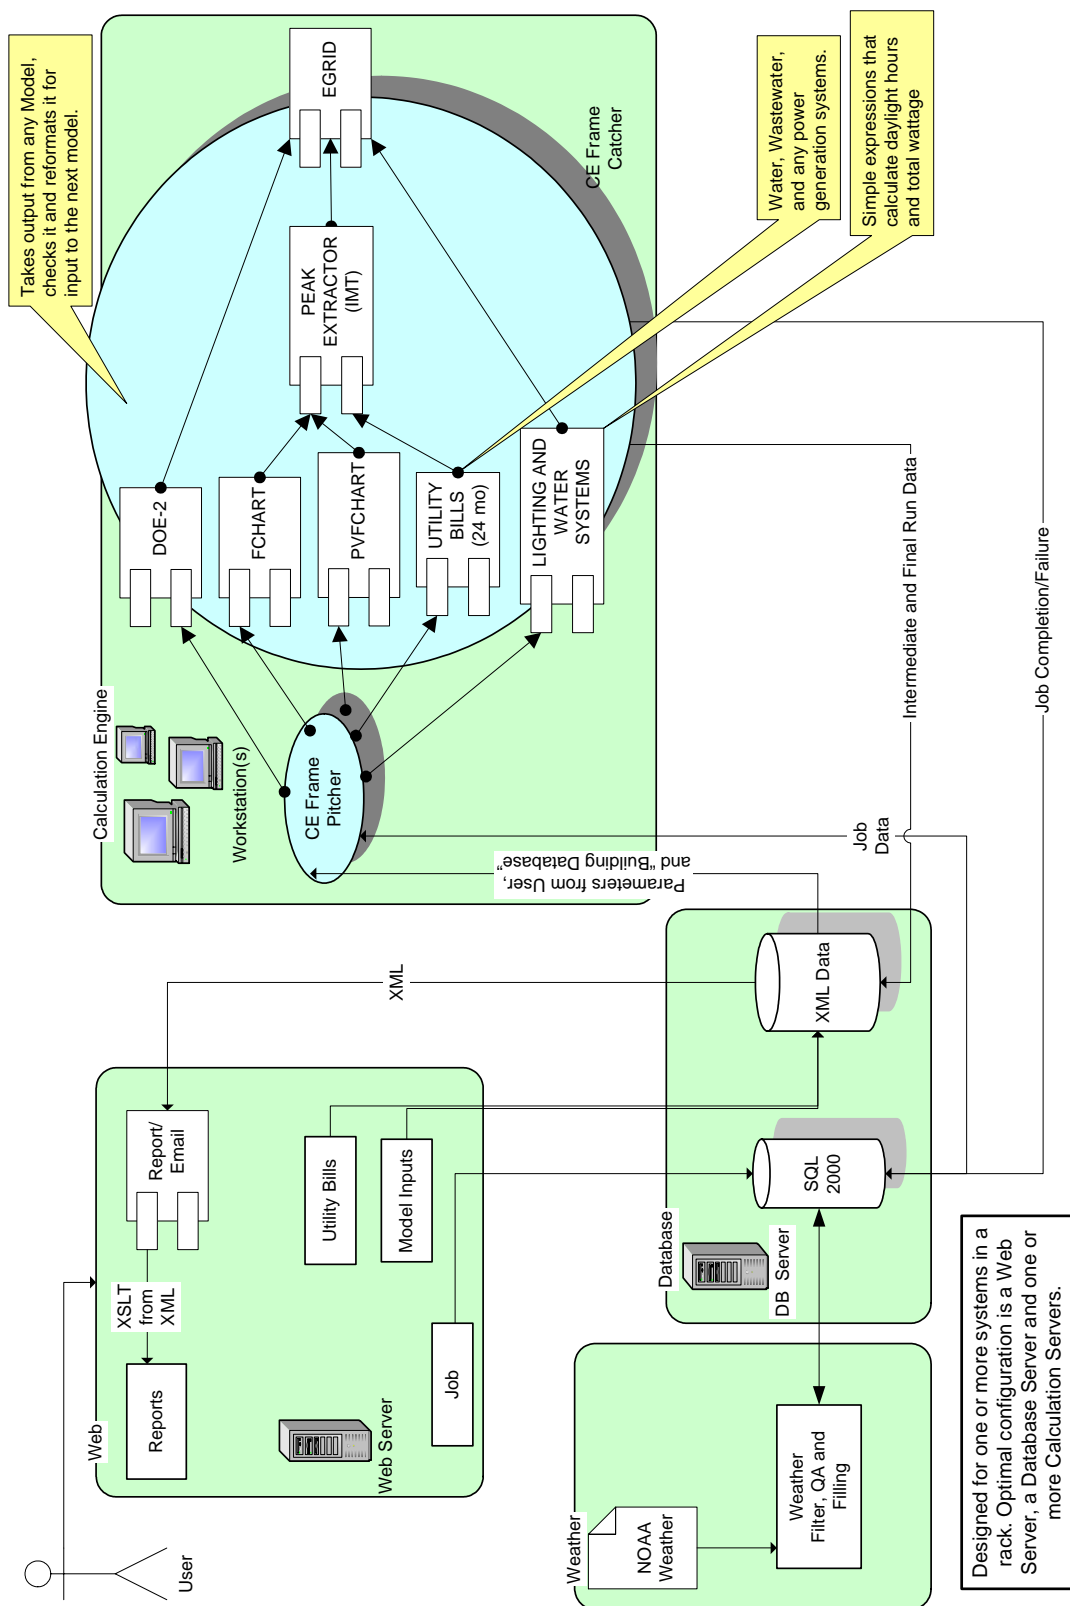 User
Web
Reports
XSLT
from
XML
Report/
Email
Web Server
Utility Bills
Model Inputs
Job
XML
Weather
NOAA
Weather
Weather
Filter, QA and
Filling
Database
DB Server
SQL
2000
XML Data
Designed for one or more systems in a
rack. Optimal configuration is a Web
Server, a Database Server and one or
more Calculation Servers.
Calculation Engine
Workstation(s)
CE Frame
Pitcher
Parameters from User,
and "Building Database"
Job
Data
DOE-2
FCHART
PVFCHART
UTILITY
BILLS
(24 mo)
LIGHTING AND
WATER
SYSTEMS
PEAK
EXTRACTOR
(IMT)
EGRID
CE Frame
Catcher
Takes output from any Model,
checks it and reformats it for
input to the next model.
Water, Wastewater,
and any power
generation systems.
Simple expressions that
calculate daylight hours
and total wattage
Intermediate and Final Run Data
Job Completion/Failure